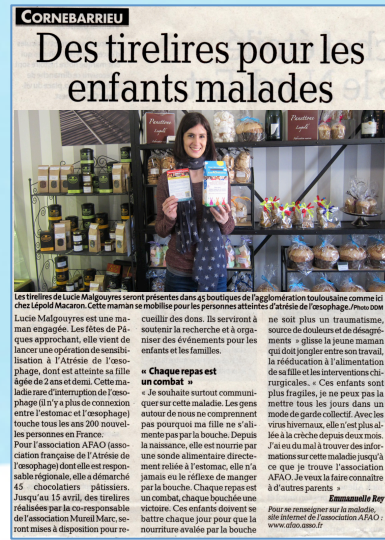 CORNEBARRIEU
Des tirelires pour les
enfants malades
Panettone
Lepoli
Panettone
Lepoli
Les tirelires de Lucie Malgouyres seront présentes dans 45 boutiques de l'agglomération toulousaine comme ici
chez Lépold Macaron. Cette maman se mobilise pour les personnes atteintes d'atrésie de l'œsophage./Photo DDM
Lucie Malgouyres est une ma-
man engagée. Les fêtes de Pâ-
ques approchant, elle vient de
lancer une opération de sensibi-
lisation à l'Atrésie de l'œso-
phage, dont est atteinte sa fille
âgée de 2 ans et demi. Cette ma-
ladie rare d'interruption de l'œso-
phage (il n'y a plus de connexion
entre l'estomac et l'œsophage)
touche tous les ans 200 nouvel-
les personnes en France.
Pour l'association AFAO (asso-
ciation française de l'Atrésie de
l'œsophage) dont elle est respon-
sable régionale, elle a démarché
45 chocolatiers pâtissiers.
Jusqu'au 15 avril, des tirelires
réalisées par la co-responsable
de l'association Mureil Marc, se-
ront mises à disposition pour re-
cueillir des dons. Ils serviront à
soutenir la recherche et à orga-
niser des événements pour les
enfants et les familles.
« Chaque repas est
un combat »
« Je souhaite surtout communi-
quer sur cette maladie. Les gens
autour de nous ne comprennent
pas pourquoi ma fille ne s'ali-
mente pas par la bouche. Depuis
la naissance, elle est nourrie par
une sonde alimentaire directe-
ment reliée à l'estomac, elle n'a
jamais eu le réflexe de manger
par la bouche. Chaque repas est
un combat, chaque bouchée une
victoire. Ces enfants doivent se
battre chaque jour pour que la
nourriture avalée par la bouche
ne soit plus un traumatisme,
source de douleurs et de désagré-
ments » glisse la jeune maman
qui doit jongler entre son travail,
la rééducation à l'alimentation
de sa fille et les interventions chi-
rurgicales. « Ces enfants sont
plus fragiles, je ne peux pas la
mettre tous les jours dans un
mode de garde collectif. Avec les
virus hivernaux, elle n'est plus al-
lée à la crèche depuis deux mois.
J'ai eu du mal à trouver des infor-
mations sur cette maladie jusqu'à
ce que je trouve l'association
AFAO. Je veux la faire connaître
à d'autres parents »
Emmanuelle Rey
Pour se renseigner sur la maladie,
site internet de l'association AFAO :
www.afao.asso.fr